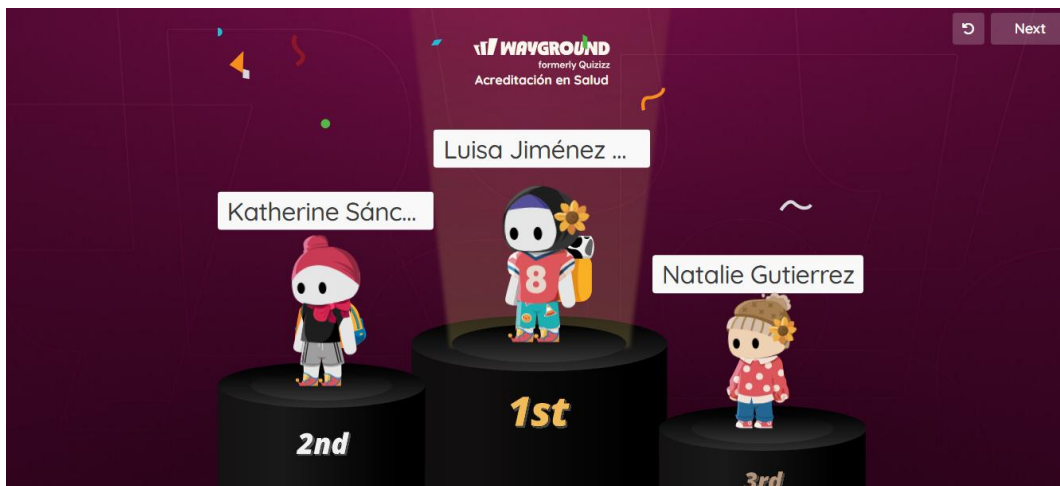 Next
WAYGROUND
formerly Quizizz
Acreditación en Salud
Luisa Jiménez ...
Katherine Sánc...
Natalie Gutierrez
8
1st
2nd
3rd